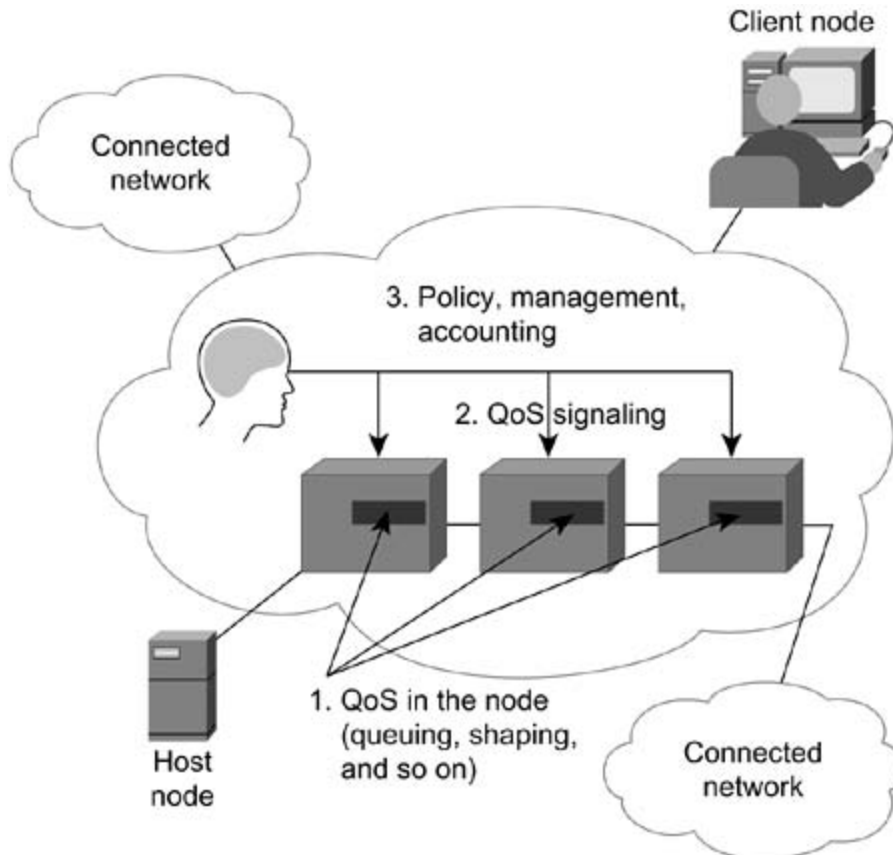 Client node
Connected
network
3. Policy, management,
accounting
2. QoS signaling
1. QoS in the node
(queuing, shaping,
and so on)
Host
node
Connected
network